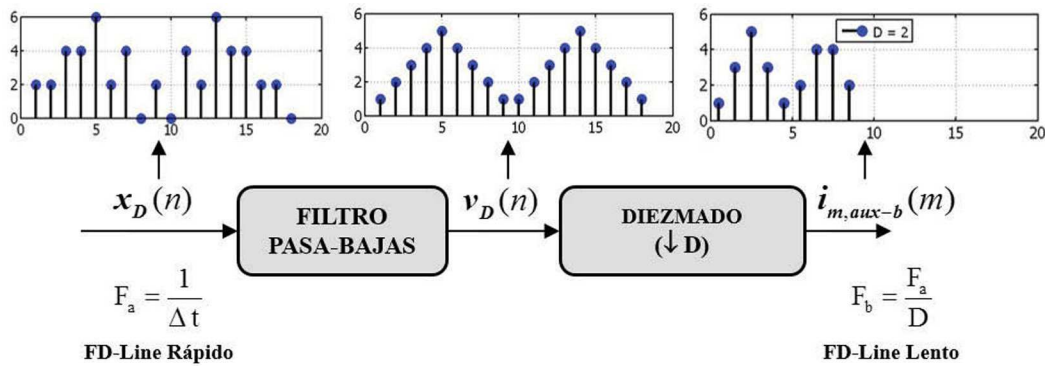 6
4
2
0
0
5
10
15
20
6
4
2
0
0
5
10
15
20
6
4
2
0
0
5
10
15
20
D = 2
x_D(n)
v_D(n)
i_{m,aux-b}(m)
FILTRO
PASA-BAJAS
DIEZMADO
(↓ D)
F_a = 1/Δt
F_b = F_a/D
FD-Line Rápido
FD-Line Lento